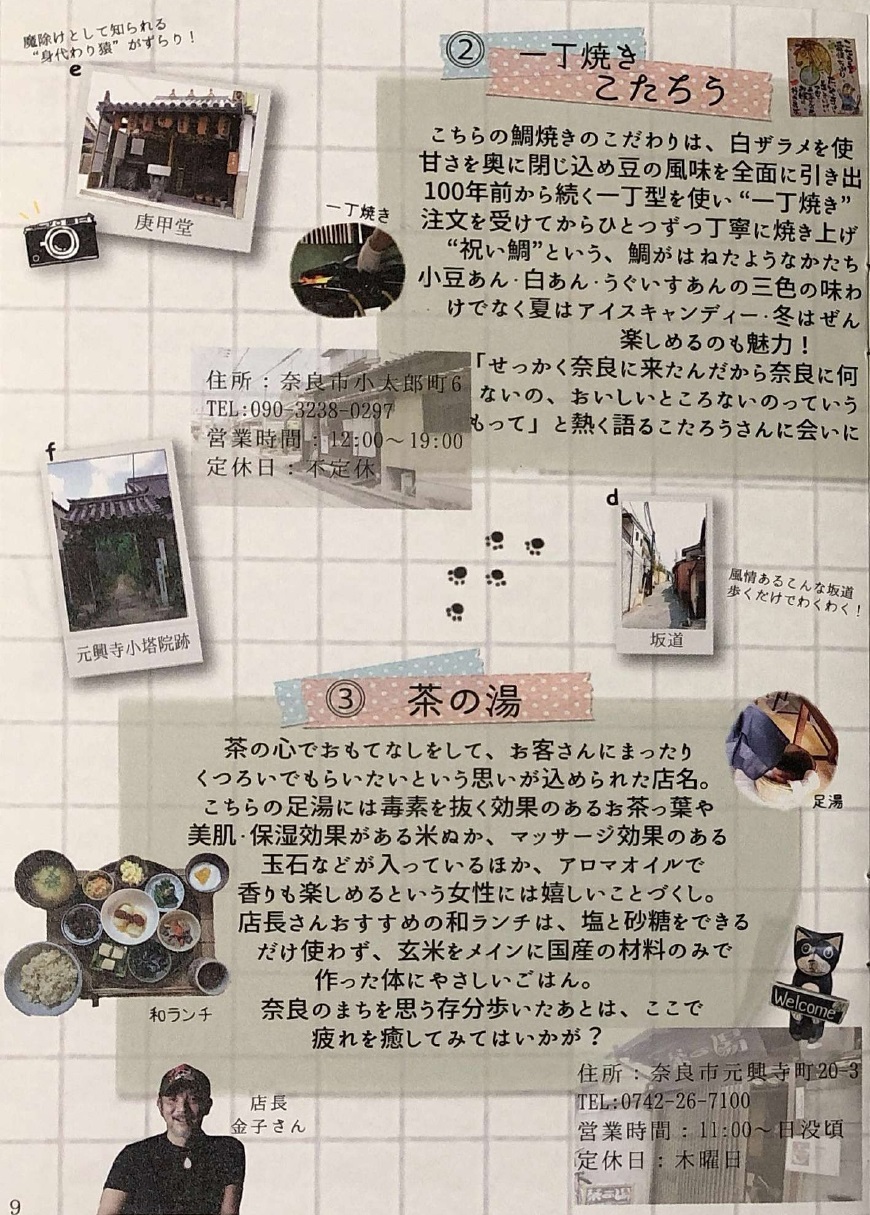 魔除けとして知られる
“身代わり猿”がずらり！
e
庚甲堂
② 一丁焼き
こたろう
こちらの鯛焼きのこだわりは、白ザラメを使
甘さを奥に閉じ込め豆の風味を全面に引き出
100年前から続く一丁型を使い“一丁焼き”
注文を受けてからひとつずつ丁寧に焼き上げ
“祝い鯛”という、鯛がはねたようなかたち
小豆あん·白あん·うぐいすあんの三色の味わ
けでなく夏はアイスキャンディー·冬はぜん
楽しめるのも魅力！
「せっかく奈良に来たんだから奈良に何
ないの、おいしいところないのっていう
もって」と熱く語るこたろうさんに会いに
一丁焼き
住所：奈良市小太郎町6
TEL:090-3238-0297
営業時間：12:00～19:00
定休日：不定休
f
元興寺小塔院跡
d
坂道
風情あるこんな坂道
歩くだけでわくわく！
③ 茶の湯
茶の心でおもてなしをして、お客さんにまったり
くつろいでもらいたいという思いが込められた店名。
こちらの足湯には毒素を抜く効果のあるお茶っ葉や
美肌·保湿効果がある米ぬか、マッサージ効果のある
玉石などが入っているほか、アロマオイルで
香りも楽しめるという女性には嬉しいことづくし。
店長さんおすすめの和ランチは、塩と砂糖をできる
だけ使わず、玄米をメインに国産の材料のみで
作った体にやさしいごはん。
奈良のまちを思う存分歩いたあとは、ここで
疲れを癒してみてはいかが？
足湯
和ランチ
Welcome
店長
金子さん
住所：奈良市元興寺町20-3
TEL:0742-26-7100
営業時間：11:00～日没頃
定休日：木曜日
9